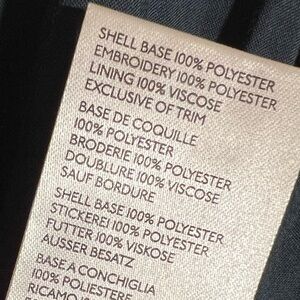 SHELL BASE 100% POLYESTER
EMBROIDERY 100% POLYESTER
LINING 100% VISCOSE
EXCLUSIVE OF TRIM
BASE DE COQUILLE
100% POLYESTER
BRODERIE 100% POLYESTER
DOUBLURE 100% VISCOSE
SAUF BORDURE
SHELL BASE 100% POLYESTER
STICKEREI 100% POLYESTER
FUTTER 100% VISKOSE
AUSSER BESATZ
BASE A CONCHIGLIA
100% POLIESTERE
RICAMO